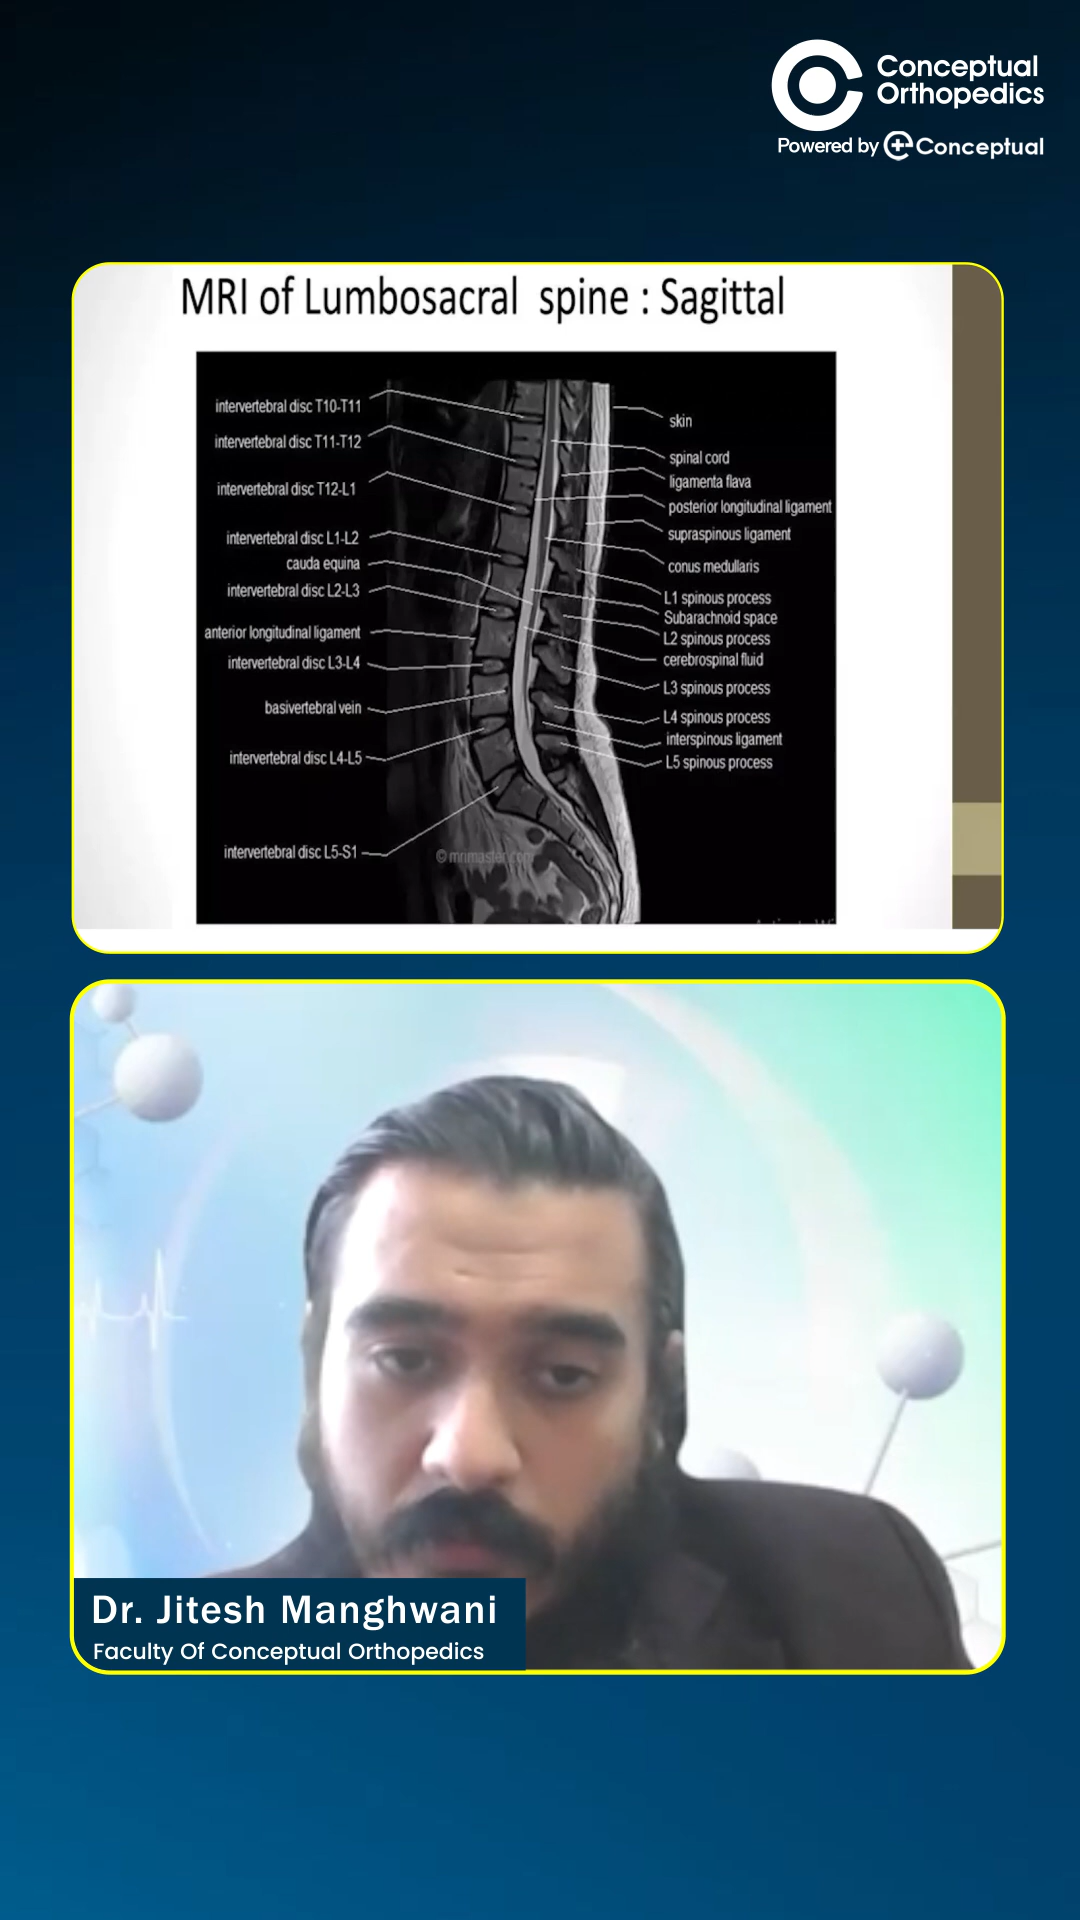 Conceptual
Orthopedics
Powered by Conceptual
MRI of Lumbosacral spine : Sagittal
intervertebral disc T10-T11
intervertebral disc T11-T12
intervertebral disc T12-L1
intervertebral disc L1-L2
cauda equina
intervertebral disc L2-L3
anterior longitudinal ligament
intervertebral disc L3-L4
basivertebral vein
intervertebral disc L4-L5
intervertebral disc L5-S1
skin
spinal cord
ligamenta flava
posterior longitudinal ligament
supraspinous ligament
conus medullaris
L1 spinous process
Subarachnoid space
L2 spinous process
cerebrospinal fluid
L3 spinous process
L4 spinous process
interspinous ligament
L5 spinous process
© mrimaster.com
Dr. Jitesh Manghwani
Faculty Of Conceptual Orthopedics